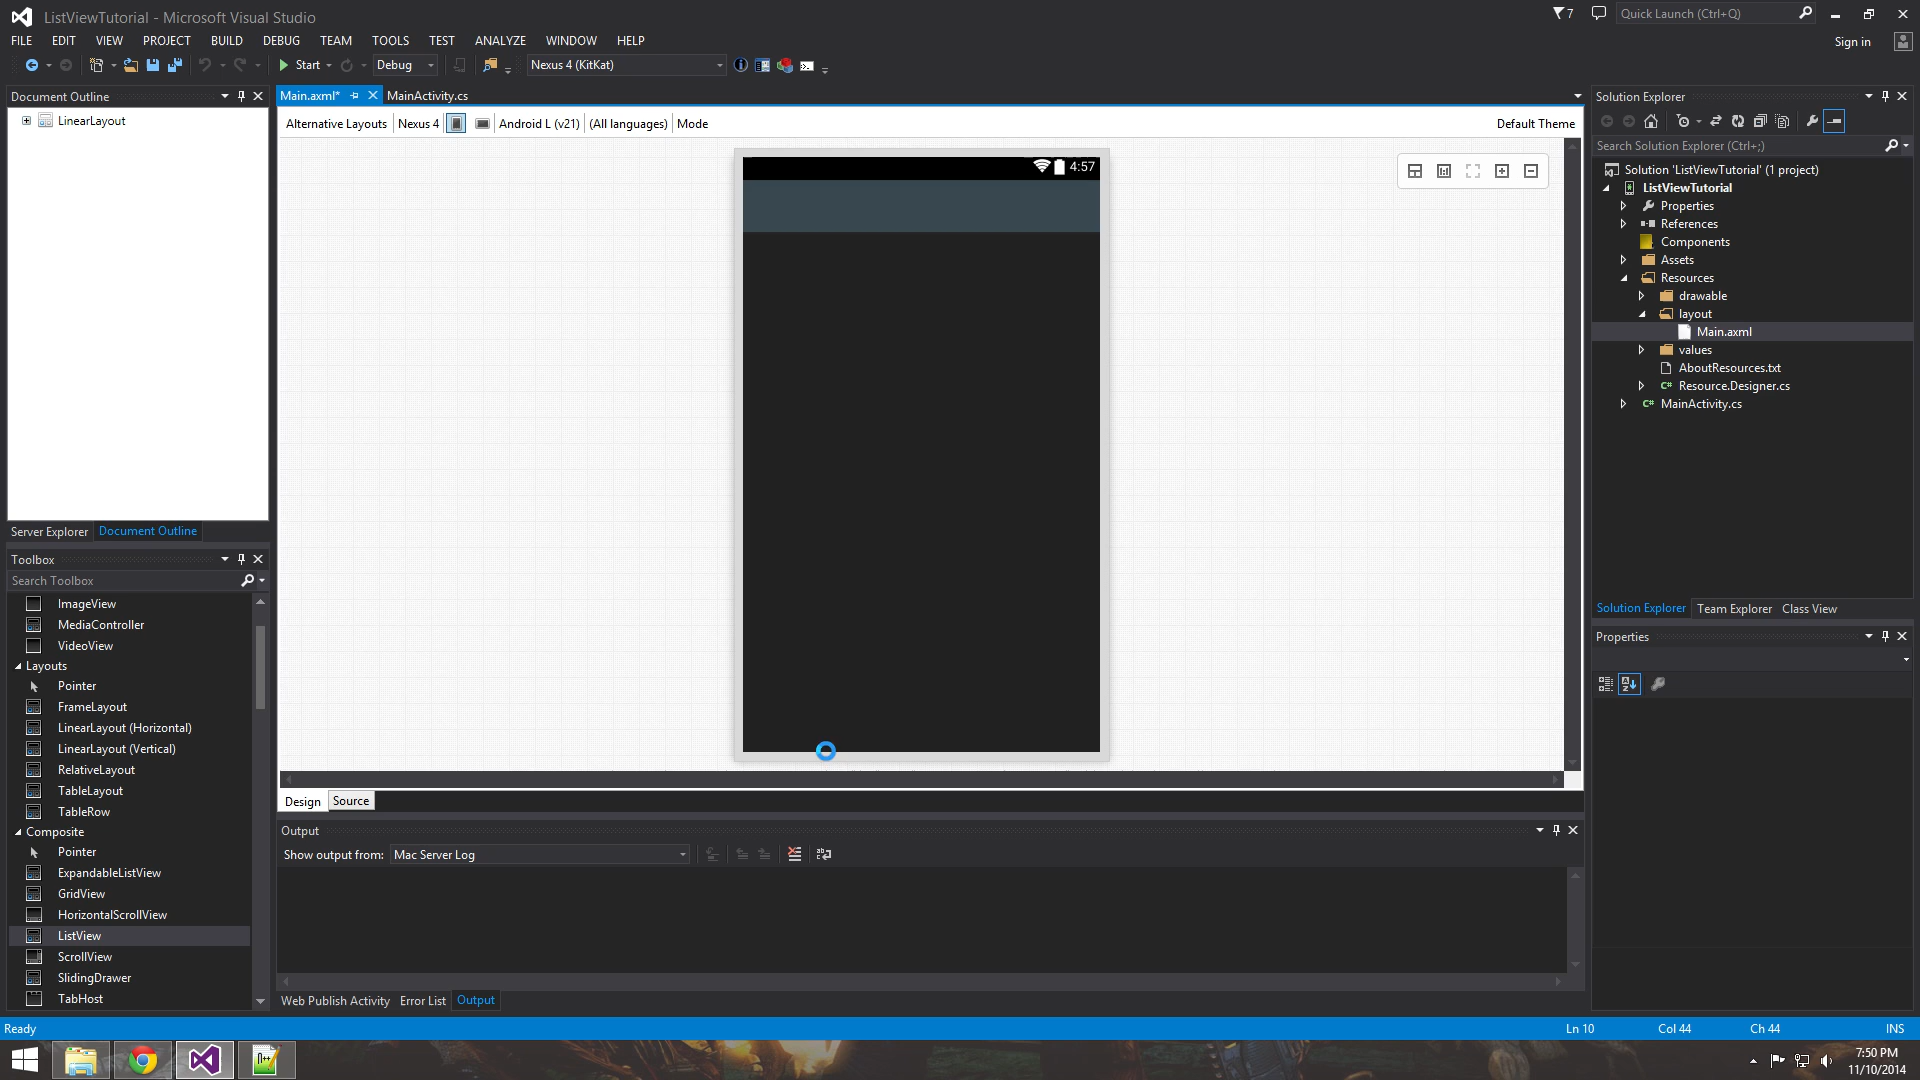 ListViewTutorial - Microsoft Visual Studio
7
Quick Launch (Ctrl+Q)
FILE EDIT VIEW PROJECT BUILD DEBUG TEAM TOOLS TEST ANALYZE WINDOW HELP
Sign in
Start Debug Nexus 4 (KitKat)
Document Outline
LinearLayout
Server Explorer Document Outline
Toolbox
Search Toolbox
ImageView
MediaController
VideoView
Layouts
Pointer
FrameLayout
LinearLayout (Horizontal)
LinearLayout (Vertical)
RelativeLayout
TableLayout
TableRow
Composite
Pointer
ExpandableListView
GridView
HorizontalScrollView
ListView
ScrollView
SlidingDrawer
TabHost
Main.axml* MainActivity.cs
Alternative Layouts Nexus 4 Android L (v21) (All languages) Mode Default Theme
4:57
Design Source
Output
Show output from: Mac Server Log
Web Publish Activity Error List Output
Solution Explorer
Search Solution Explorer (Ctrl+;)
Solution 'ListViewTutorial' (1 project)
ListViewTutorial
Properties
References
Components
Assets
Resources
drawable
layout
Main.axml
values
AboutResources.txt
C# Resource.Designer.cs
C# MainActivity.cs
Solution Explorer Team Explorer Class View
Properties
Ready Ln 10 Col 44 Ch 44 INS
7:50 PM
11/10/2014